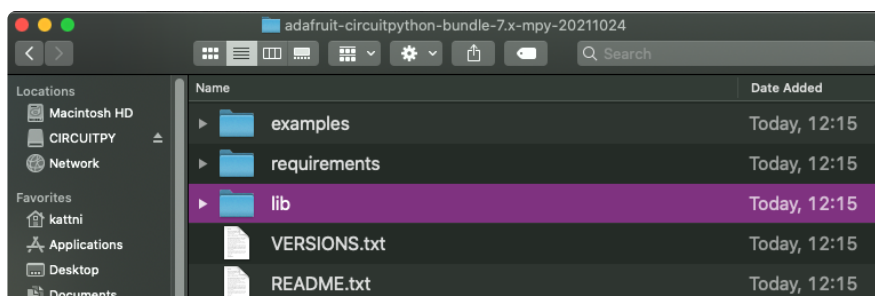 adafruit-circuitpython-bundle-7.x-mpy-20211024
Search
Locations
Macintosh HD
CIRCUITPY
Network
Favorites
kattni
Applications
Desktop
Documents
Name Date Added
examples Today, 12:15
requirements Today, 12:15
lib Today, 12:15
VERSIONS.txt Today, 12:15
README.txt Today, 12:15